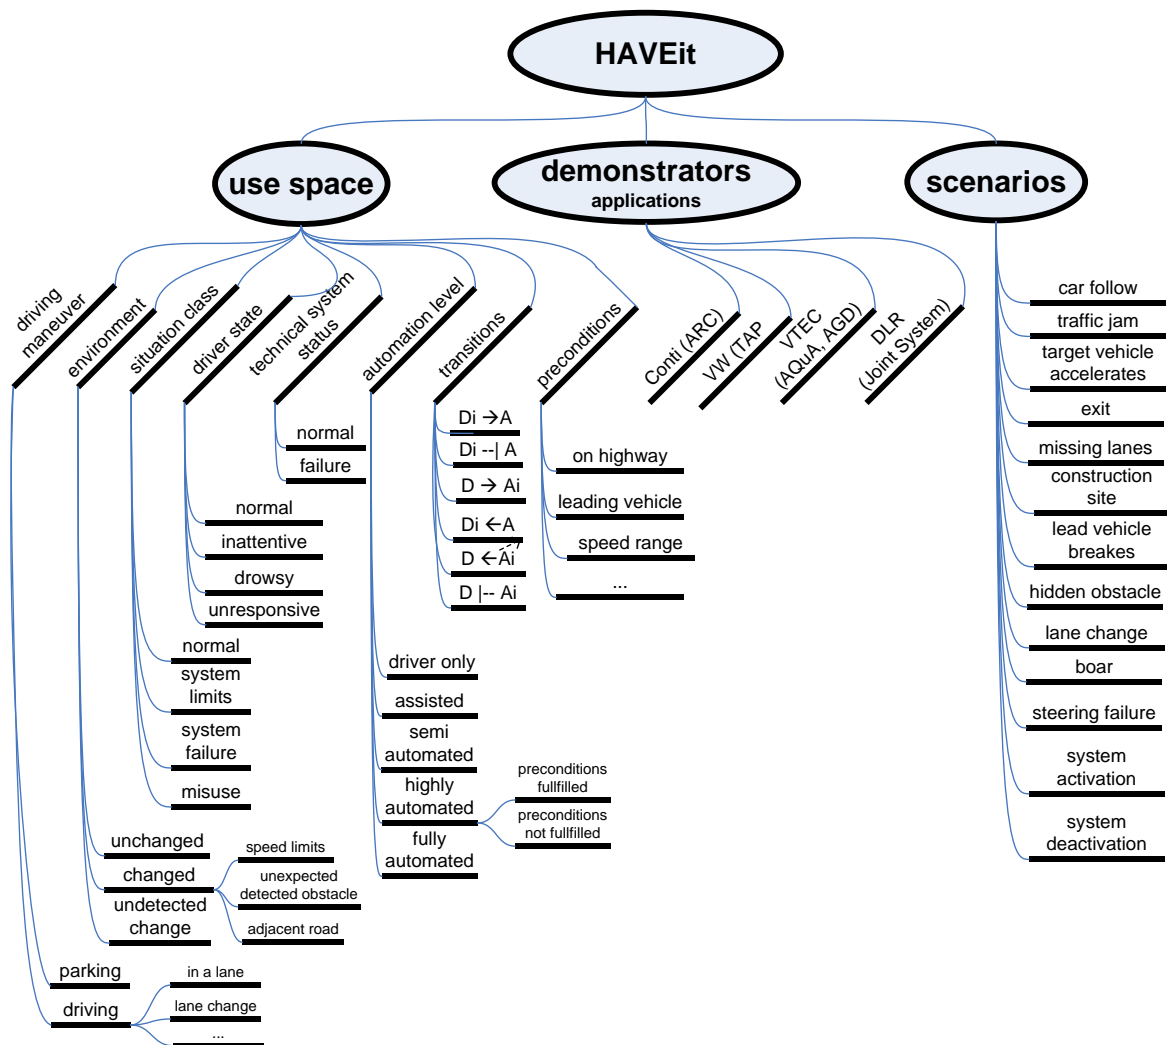 HAVEit
use space
demonstrators
applications
scenarios
driving
maneuver
environment
situation class
driver state
technical system
status
automation level
transitions
preconditions
Conti (ARC)
VW (TAP
VTEC
(AQuA, AGD)
DLR
(Joint System)
normal
failure
normal
inattentive
drowsy
unresponsive
normal
system
limits
system
failure
misuse
unchanged
changed
undetected
change
speed limits
unexpected
detected obstacle
adjacent road
parking
driving
in a lane
lane change
...
driver only
assisted
semi
automated
highly
automated
fully
automated
preconditions
fullfilled
preconditions
not fullfilled
Di →A
Di --| A
D → Ai
Di ←A
D ←Ai
D |-- Ai
on highway
leading vehicle
speed range
...
car follow
traffic jam
target vehicle
accelerates
exit
missing lanes
construction
site
lead vehicle
breakes
hidden obstacle
lane change
boar
steering failure
system
activation
system
deactivation